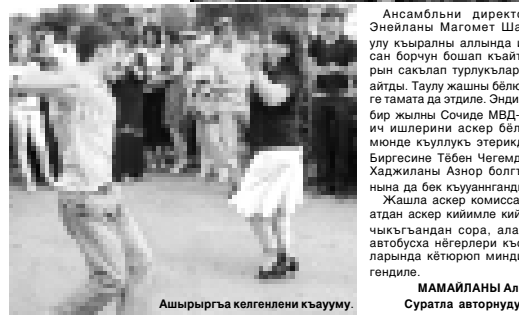 Ансамбльни директо
Энейланы Магомет Ша
улу къыралны аллында
сан борчун бошап къайт
рын сакълап турлукълар
айтды. Таулу жашны бёлю
ге тамата да этдиле. Энди
бир жылны Сочиде МВД-
ич ишлерини аскер бёл
мюнде къуллукъ этерикд
Биргесине Тёбен Чегемд
Хаджиланы Азнор болгъ
нына да бек къууаннганд
Жашла аскер комисса
атдан аскер кийимле кий
чыкъгъандан сора, ала
автобусха нёгерлери къо
ларында кётюрюп минди
гендиле.
МАМАЙЛАНЫ Ал
Суратла авторнуду
Ашырыргъа келгенлени къаууму.